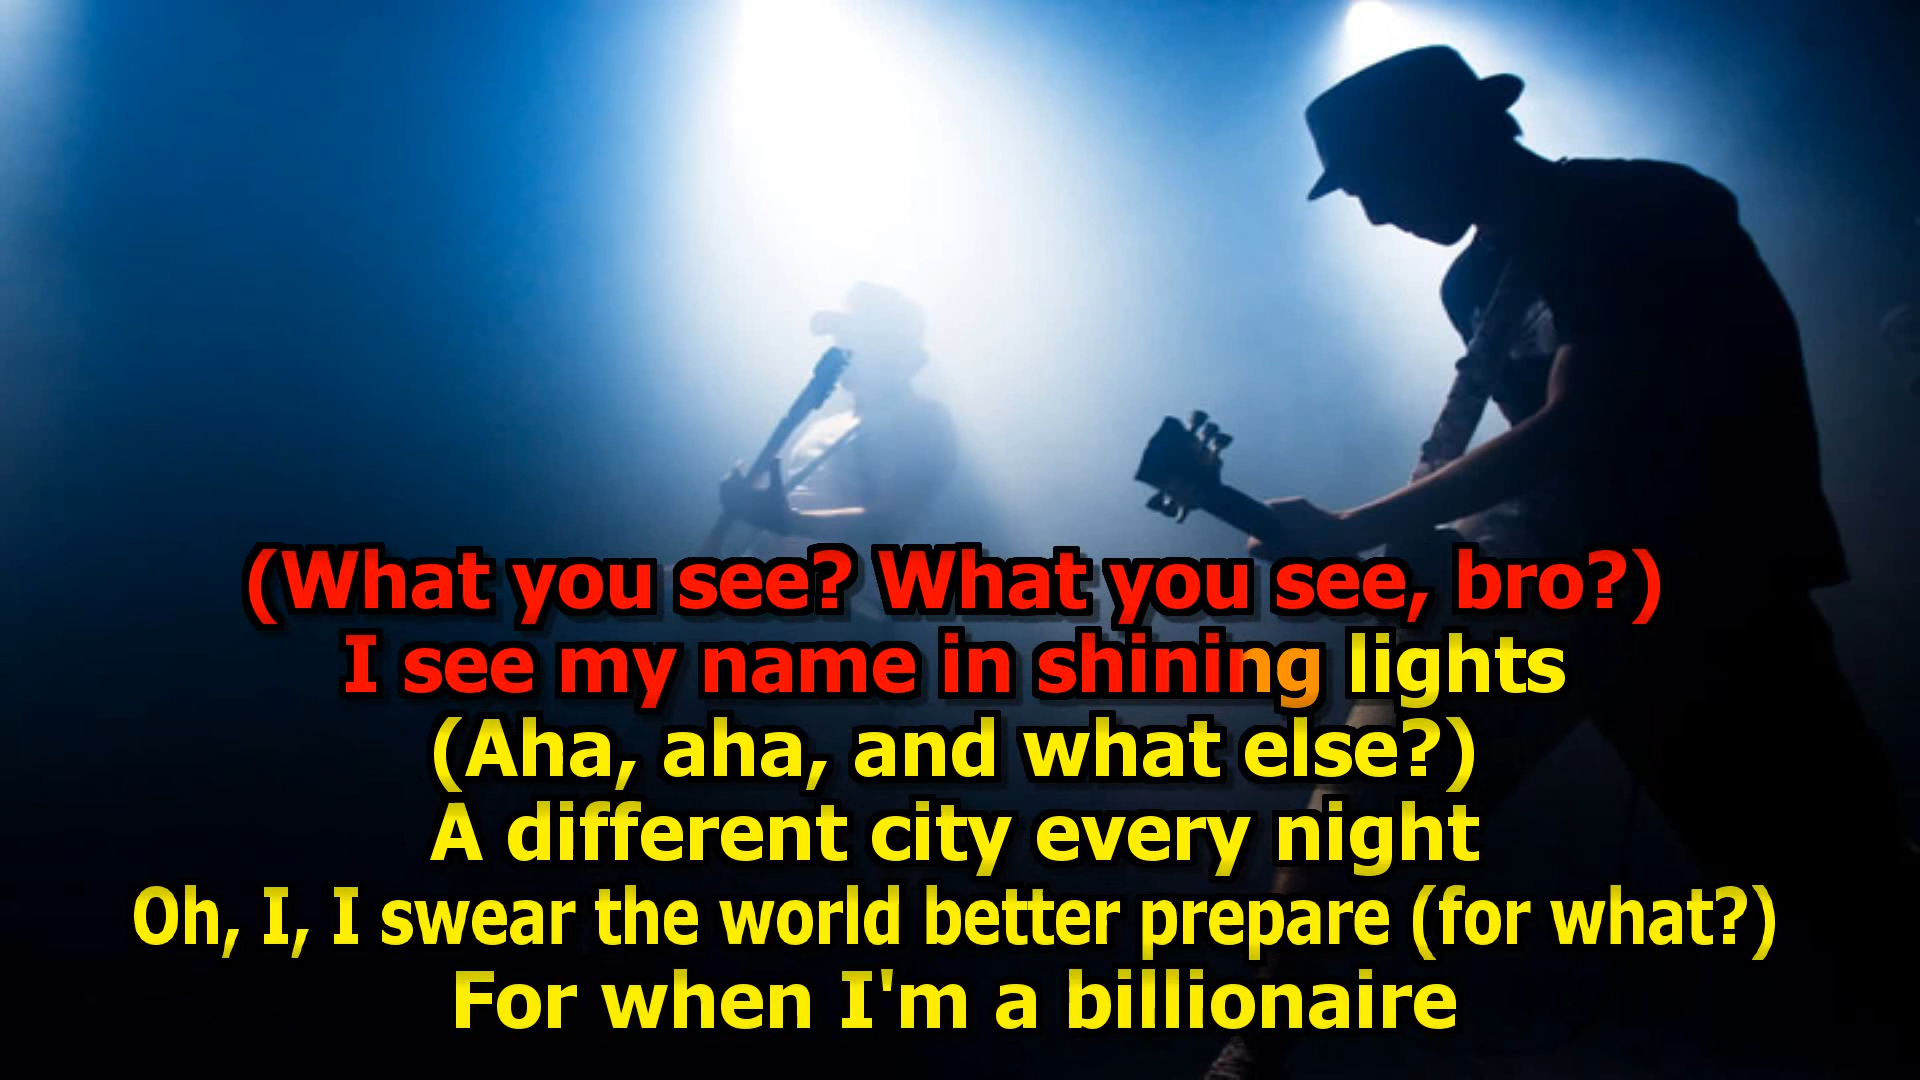 (What you see? What you see, bro?)
I see my name in shining lights
(Aha, aha, and what else?)
A different city every night
Oh, I, I swear the world better prepare (for what?)
For when I'm a billionaire